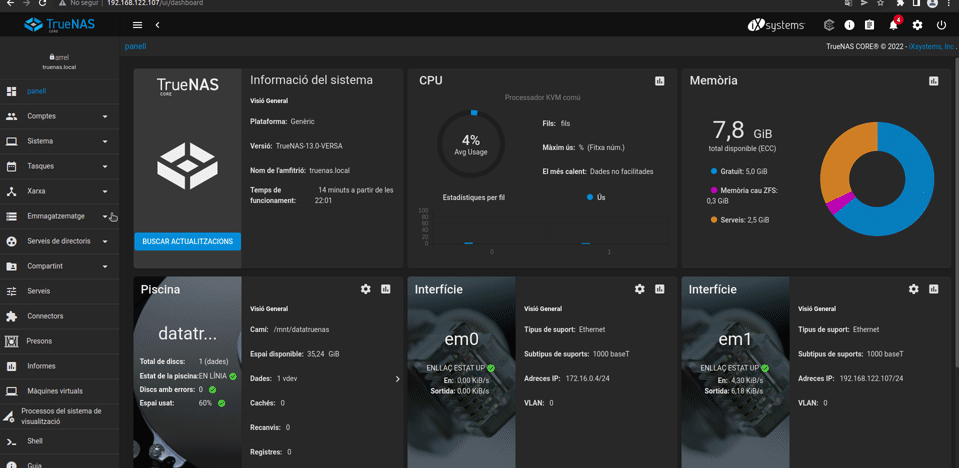 No segur
192.168.122.107/ui/dashboard
TrueNAS
CORE
iXsystems
4
arrel
truenas.local
panell
TrueNAS CORE® © 2022 - iXsystems, Inc.
panell
Comptes
Sistema
Tasques
Xarxa
Emmagatzematge
Serveis de directoris
Compartint
Serveis
Connectors
Presons
Informes
Màquines virtuals
Processos del sistema de
visualització
Shell
Guia
TrueNAS
CORE
BUSCAR ACTUALITZACIONS
Informació del sistema
Visió General
Plataforma: Genèric
Versió: TrueNAS-13.0-VERSA
Nom de l'amfitrió: truenas.local
Temps de funcionament: 14 minuts a partir de les 22:01
CPU
Processador KVM comú
4%
Avg Usage
Fils: fils
Màxim ús: % (Fitxa núm.)
El més calent: Dades no facilitades
Estadístiques per fil
Ús
100
80
60
40
20
0
0
1
Memòria
7,8 GiB
total disponible (ECC)
Gratuït: 5,0 GiB
Memòria cau ZFS:
0,3 GiB
Serveis: 2,5 GiB
Piscina
datatr...
Total de discs: 1 (dades)
Estat de la piscina:EN LÍNIA
Discs amb errors: 0
Espai usat: 60%
Visió General
Camí: /mnt/datatruenas
Espai disponible: 35,24 GiB
Dades: 1 vdev
Cachés: 0
Recanvis: 0
Registres: 0
Interfície
em0
ENLLAÇ ESTAT UP
En: 0,00 KiB/s
Sortida: 0,00 KiB/s
Visió General
Tipus de suport: Ethernet
Subtipus de suports: 1000 baseT
Adreces IP: 172.16.0.4/24
VLAN: 0
Interfície
em1
ENLLAÇ ESTAT UP
En: 4,30 KiB/s
Sortida: 6,18 KiB/s
Visió General
Tipus de suport: Ethernet
Subtipus de suports: 1000 baseT
Adreces IP: 192.168.122.107/24
VLAN: 0